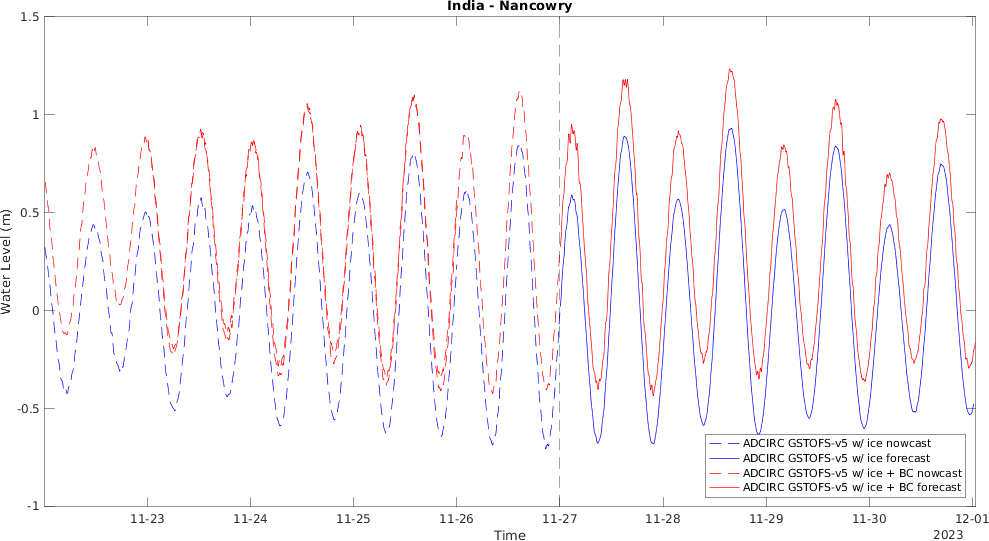 India - Nancowry
1.5
1
0.5
0
-0.5
-1
Water Level (m)
ADCIRC GSTOFS-v5 w/ ice nowcast
ADCIRC GSTOFS-v5 w/ ice forecast
ADCIRC GSTOFS-v5 w/ ice + BC nowcast
ADCIRC GSTOFS-v5 w/ ice + BC forecast
11-23 11-24 11-25 11-26 11-27 11-28 11-29 11-30 12-01
Time
2023